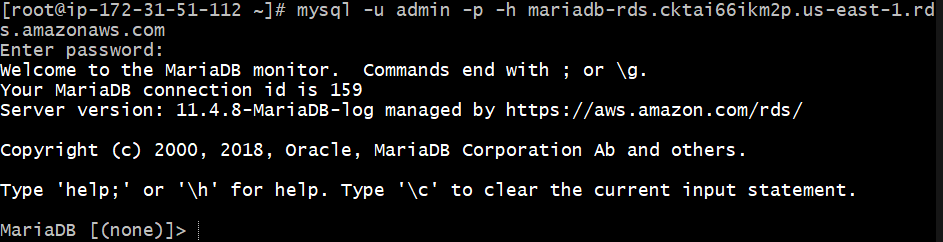 [root@ip-172-31-51-112 ~]# mysql -u admin -p -h mariadb-rds.cktai66ikm2p.us-east-1.rd
s.amazonaws.com
Enter password:
Welcome to the MariaDB monitor.  Commands end with ; or \g.
Your MariaDB connection id is 159
Server version: 11.4.8-MariaDB-log managed by https://aws.amazon.com/rds/
Copyright (c) 2000, 2018, Oracle, MariaDB Corporation Ab and others.
Type 'help;' or '\h' for help. Type '\c' to clear the current input statement.
MariaDB [(none)]>